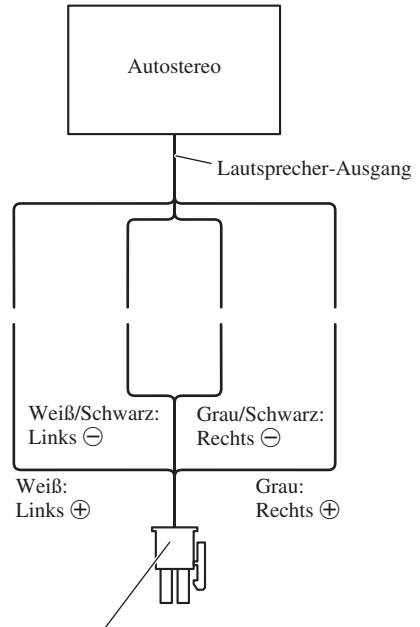 Autostereo
Lautsprecher-Ausgang
Weiß/Schwarz:
Links ⊖
Grau/Schwarz:
Rechts ⊖
Weiß:
Links ⊕
Grau:
Rechts ⊕